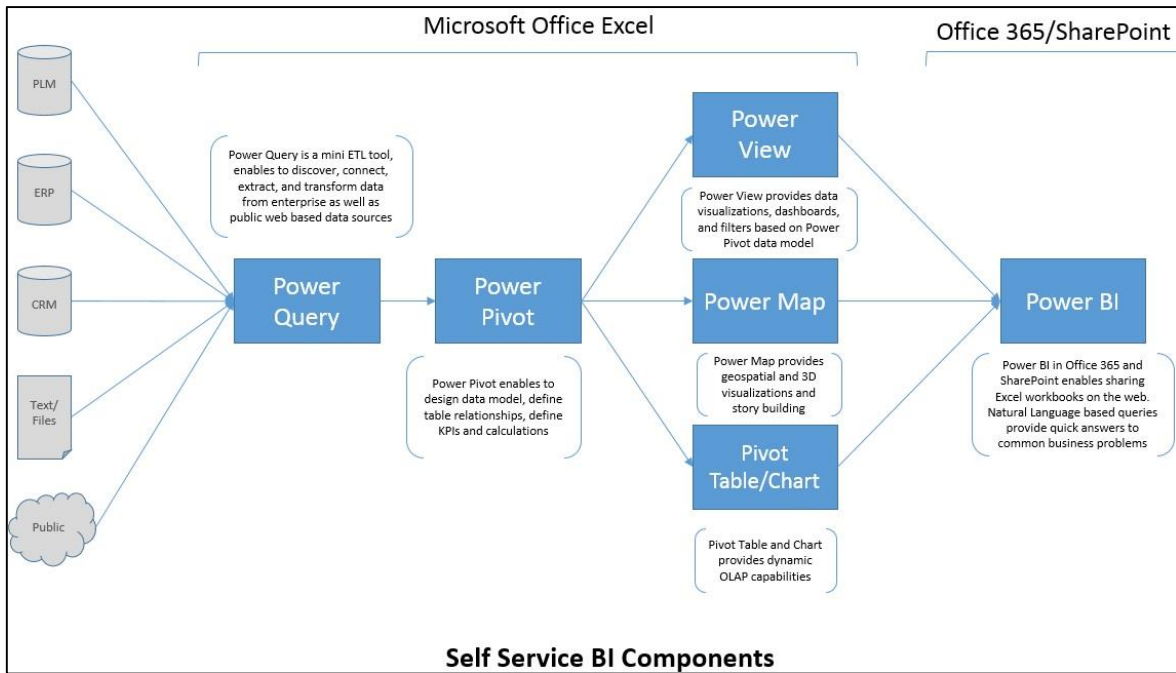 Microsoft Office Excel
Office 365/SharePoint
PLM
ERP
CRM
Text/
Files
Public
Power Query is a mini ETL tool,
enables to discover, connect,
extract, and transform data
from enterprise as well as
public web based data sources
Power
Query
Power
Pivot
Power Pivot enables to
design data model, define
table relationships, define
KPIs and calculations
Power
View
Power View provides data
visualizations, dashboards,
and filters based on Power
Pivot data model
Power Map
Power Map provides
geospatial and 3D
visualizations and
story building
Pivot
Table/Chart
Pivot Table and Chart
provides dynamic
OLAP capabilities
Power BI
Power BI in Office 365 and
SharePoint enables sharing
Excel workbooks on the web.
Natural Language based queries
provide quick answers to
common business problems
Self Service BI Components